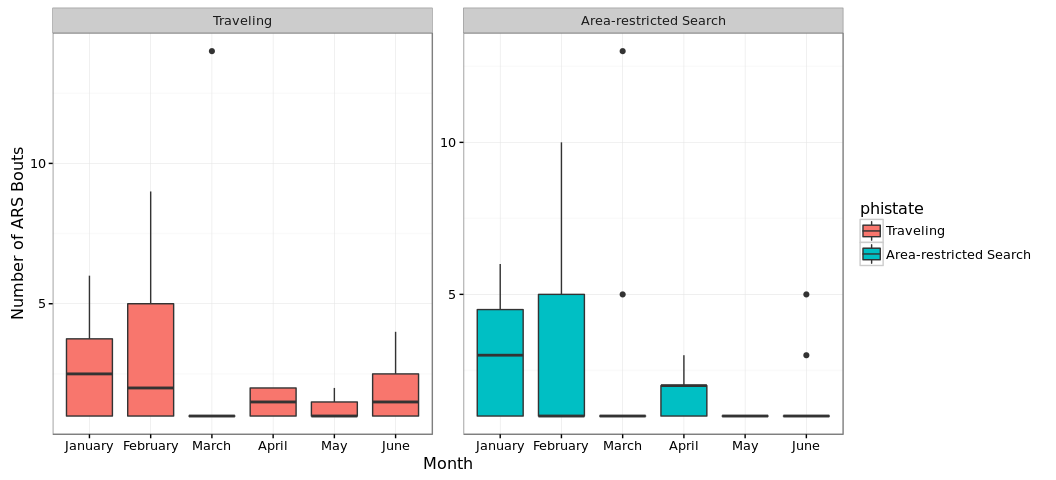 Traveling
Area-restricted Search
Number of ARS Bouts
10
5
10
5
January February March April May June
January February March April May June
Month
phistate
Traveling
Area-restricted Search